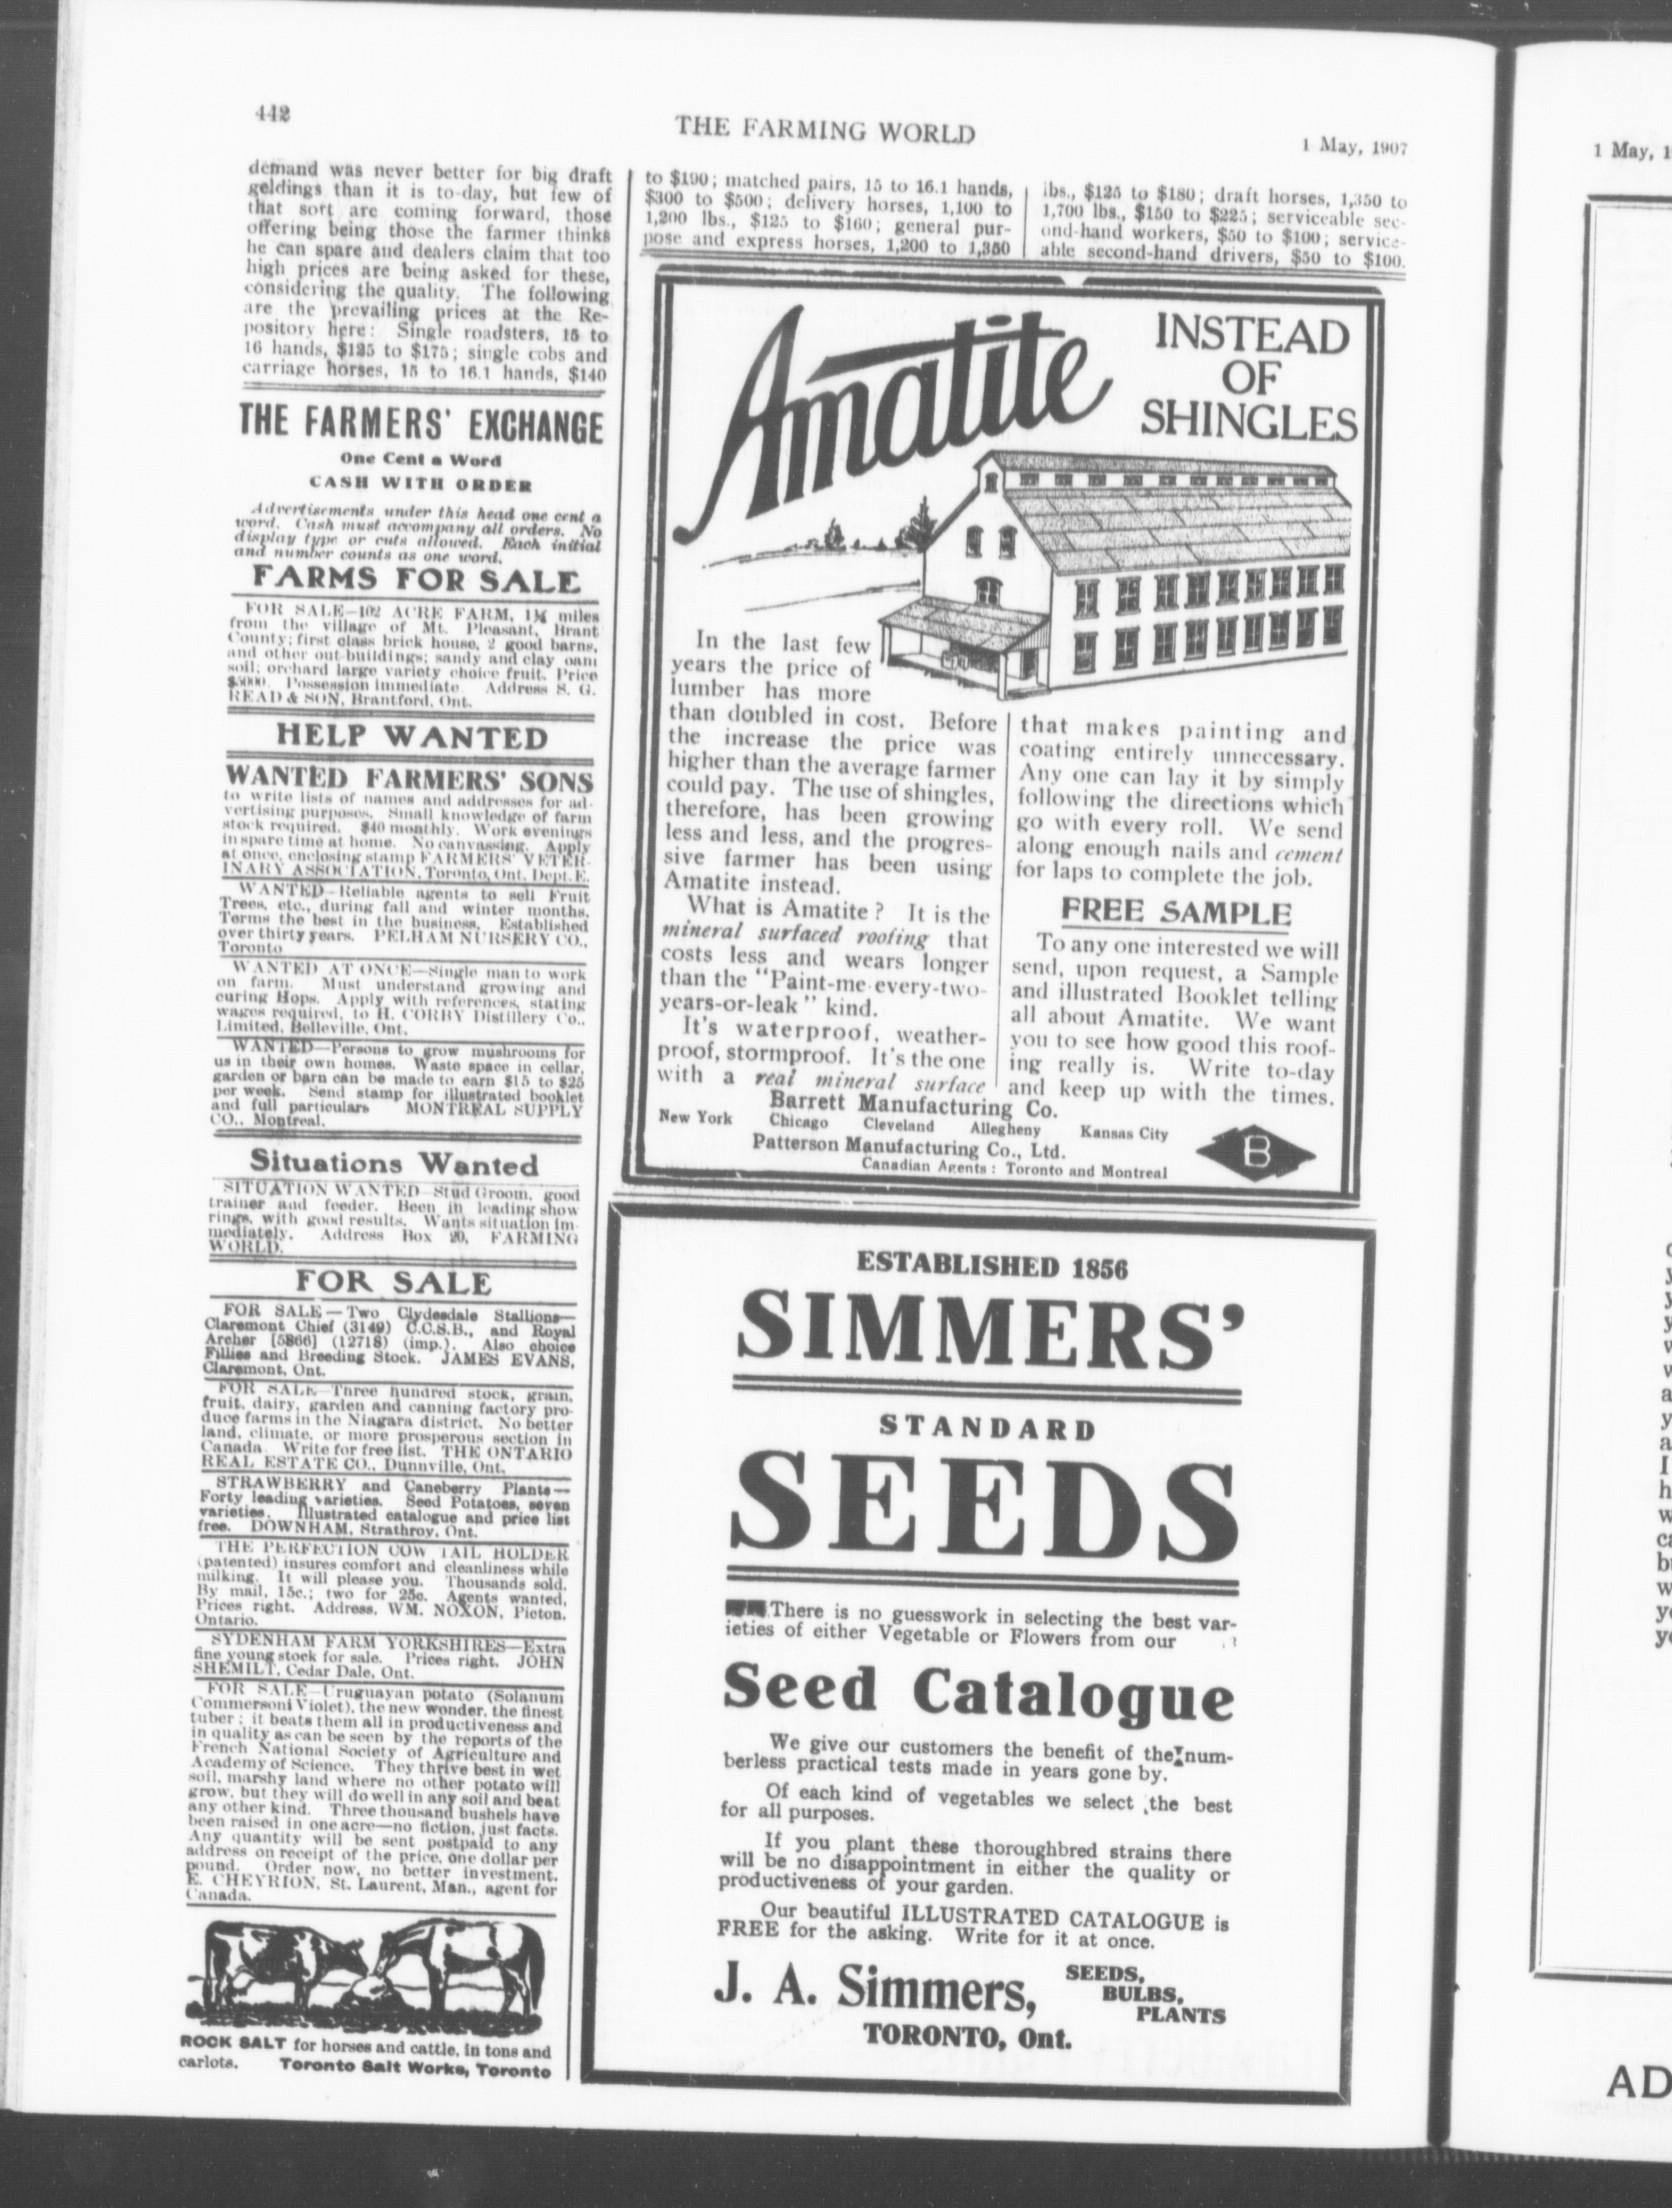 442
THE FARMING WORLD
1 May, 1907
demand was never better for big draft
geldings than it is to-day, but few of
that sort are coming forward, those
offering being those the farmer thinks
he can spare and dealers claim that too
high prices are being asked for these,
considering the quality. The following
are the prevailing prices at the Re-
pository here: Single roadsters, 15 to
16 hands, $125 to $175; single cobs and
carriage horses, 15 to 16.1 hands, $140
to $190; matched pairs, 15 to 16.1 hands,
$300 to $500; delivery horses, 1,100 to
1,200 lbs., $125 to $160; general pur-
pose and express horses, 1,200 to 1,350
lbs., $125 to $180; draft horses, 1,350 to
1,700 lbs., $150 to $225; serviceable sec-
ond-hand workers, $50 to $100; service-
able second-hand drivers, $50 to $100.
THE FARMERS' EXCHANGE
One Cent a Word
CASH WITH ORDER
Advertisements under this head one cent a
word. Cash must accompany all orders. No
display type or cuts allowed. Each initial
and number counts as one word.
FARMS FOR SALE
FOR SALE—102 ACRE FARM, 1½ miles
from the village of Mt. Pleasant, Brant
County; first class brick house, 2 good barns,
and other out-buildings; sandy and clay oam
soil; orchard large variety choice fruit. Price
$5000. Possession immediate. Address S. G.
READ & SON, Brantford, Ont.
HELP WANTED
WANTED FARMERS' SONS
to write lists of names and addresses for ad-
vertising purposes. Small knowledge of farm
stock required. $40 monthly. Work evenings
in spare time at home. No canvassing. Apply
at once, enclosing stamp FARMERS' VETER-
INARY ASSOCIATION, Toronto, Ont. Dept. E.
WANTED—Reliable agents to sell Fruit
Trees, etc., during fall and winter months.
Terms the best in the business. Established
over thirty years. PELHAM NURSERY CO.,
Toronto
WANTED AT ONCE—Single man to work
on farm. Must understand growing and
curing Hops. Apply with references, stating
wages required, to H. CORBY Distillery Co.,
Limited, Belleville, Ont.
WANTED—Persons to grow mushrooms for
us in their own homes. Waste space in cellar,
garden or barn can be made to earn $15 to $25
per week. Send stamp for illustrated booklet
and full particulars MONTREAL SUPPLY
CO., Montreal.
Situations Wanted
SITUATION WANTED—Stud Groom, good
trainer and feeder. Been in leading show
rings, with good results. Wants situation im-
mediately. Address Box 20, FARMING
WORLD.
FOR SALE
FOR SALE—Two Clydesdale Stallions—
Claremont Chief (3149) C.C.S.B., and Royal
Archer [5866] (12718) (imp.). Also choice
Fillies and Breeding Stock. JAMES EVANS,
Claremont, Ont.
FOR SALE—Three hundred stock, grain,
fruit, dairy, garden and canning factory pro-
duce farms in the Niagara district. No better
land, climate, or more prosperous section in
Canada. Write for free list. THE ONTARIO
REAL ESTATE CO., Dunnville, Ont.
STRAWBERRY and Caneberry Plants—
Forty leading varieties. Seed Potatoes, seven
varieties. Illustrated catalogue and price list
free. DOWNHAM, Strathroy, Ont.
THE PERFECTION COW TAIL HOLDER
(patented) insures comfort and cleanliness while
milking. It will please you. Thousands sold.
By mail, 15c.; two for 25c. Agents wanted,
Prices right. Address, WM. NOXON, Picton,
Ontario.
SYDENHAM FARM YORKSHIRES—Extra
fine young stock for sale. Prices right. JOHN
SHEMILT, Cedar Dale, Ont.
FOR SALE—Uruguayan potato (Solanum
Commersoni Violet), the new wonder, the finest
tuber; it beats them all in productiveness and
in quality as can be seen by the reports of the
French National Society of Agriculture and
Academy of Science. They thrive best in wet
soil, marshy land where no other potato will
grow, but they will do well in any soil and beat
any other kind. Three thousand bushels have
been raised in one acre—no fiction, just facts.
Any quantity will be sent postpaid to any
address on receipt of the price, one dollar per
pound. Order now, no better investment.
E. CHEYRION, St. Laurent, Man., agent for
Canada.
ROCK SALT for horses and cattle, in tons and
carlots. Toronto Salt Works, Toronto
Amatite
INSTEAD
OF
SHINGLES
In the last few
years the price of
lumber has more
than doubled in cost. Before
the increase the price was
higher than the average farmer
could pay. The use of shingles,
therefore, has been growing
less and less, and the progres-
sive farmer has been using
Amatite instead.
What is Amatite? It is the
mineral surfaced roofing that
costs less and wears longer
than the "Paint-me-every-two-
years-or-leak" kind.
It's waterproof, weather-
proof, stormproof. It's the one
with a real mineral surface
that makes painting and
coating entirely unnecessary.
Any one can lay it by simply
following the directions which
go with every roll. We send
along enough nails and cement
for laps to complete the job.
FREE SAMPLE
To any one interested we will
send, upon request, a Sample
and illustrated Booklet telling
all about Amatite. We want
you to see how good this roof-
ing really is. Write to-day
and keep up with the times.
Barrett Manufacturing Co.
New York Chicago Cleveland Allegheny Kansas City
Patterson Manufacturing Co., Ltd.
Canadian Agents: Toronto and Montreal
B
ESTABLISHED 1856
SIMMERS'
STANDARD
SEEDS
There is no guesswork in selecting the best var-
ieties of either Vegetable or Flowers from our
Seed Catalogue
We give our customers the benefit of the num-
berless practical tests made in years gone by.
Of each kind of vegetables we select the best
for all purposes.
If you plant these thoroughbred strains there
will be no disappointment in either the quality or
productiveness of your garden.
Our beautiful ILLUSTRATED CATALOGUE is
FREE for the asking. Write for it at once.
J. A. Simmers,
SEEDS,
BULBS,
PLANTS
TORONTO, Ont.
1 May, 1
AD